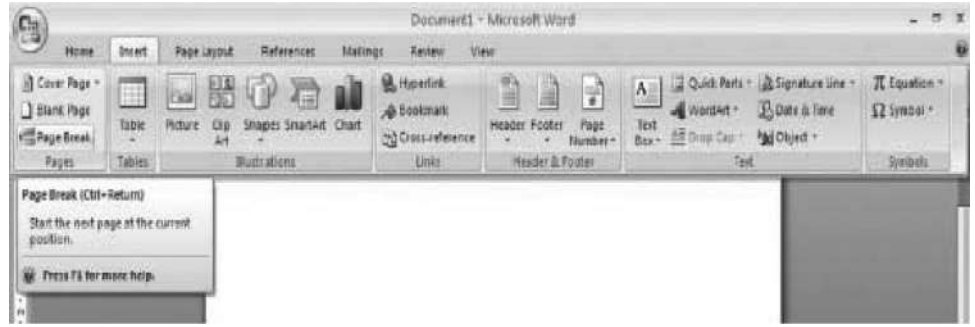 Document1 - Microsoft Word
Home Insert Page Layout References Mailings Review View
Cover Page
Blank Page
Page Break
Pages
Table
Tables
Picture
Clip Art
Shapes
SmartArt
Chart
Illustrations
Hyperlink
Bookmark
Cross-reference
Links
Header
Footer
Page Number
Header & Footer
Text Box
Quick Parts
WordArt
Drop Cap
Signature Line
Date & Time
Object
Text
Equation
Symbol
Symbols
Page Break (Ctrl+Return)
Start the next page at the current
position.
Press F1 for more help.